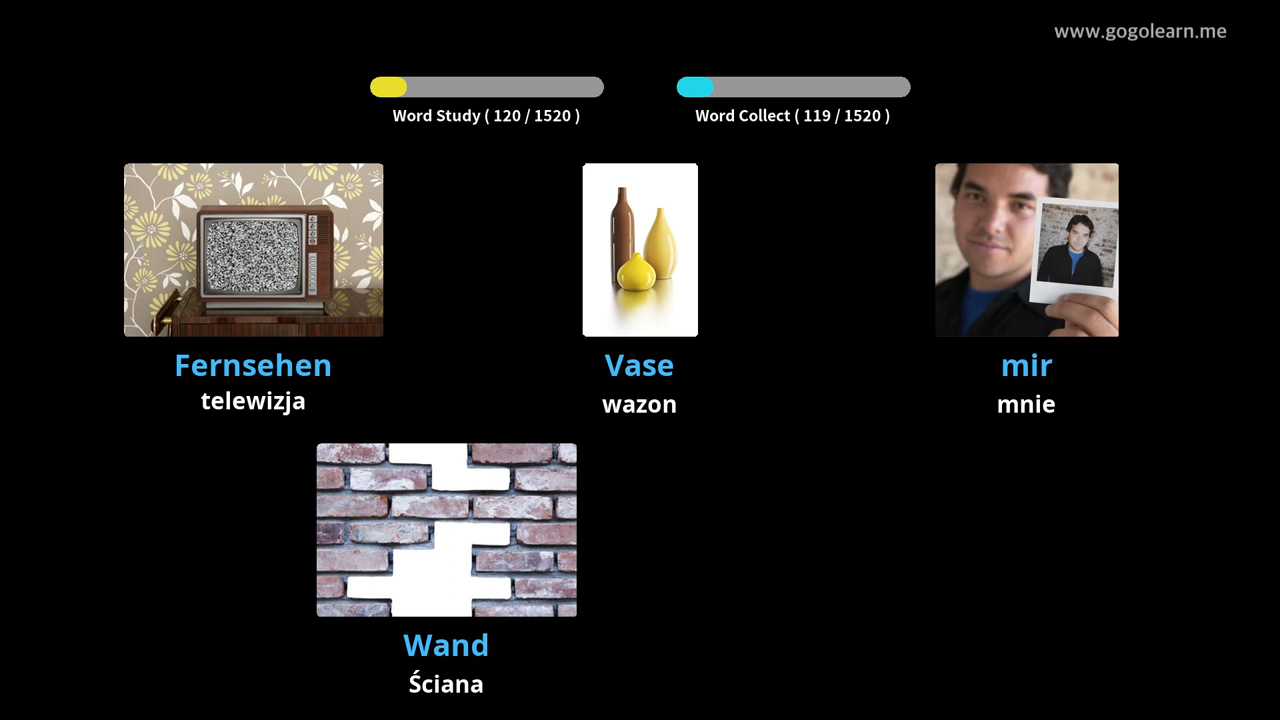 www.gogolearn.me
Word Study ( 120 / 1520 )
Word Collect ( 119 / 1520 )
Fernsehen
telewizja
Vase
wazon
mir
mnie
Wand
Ściana